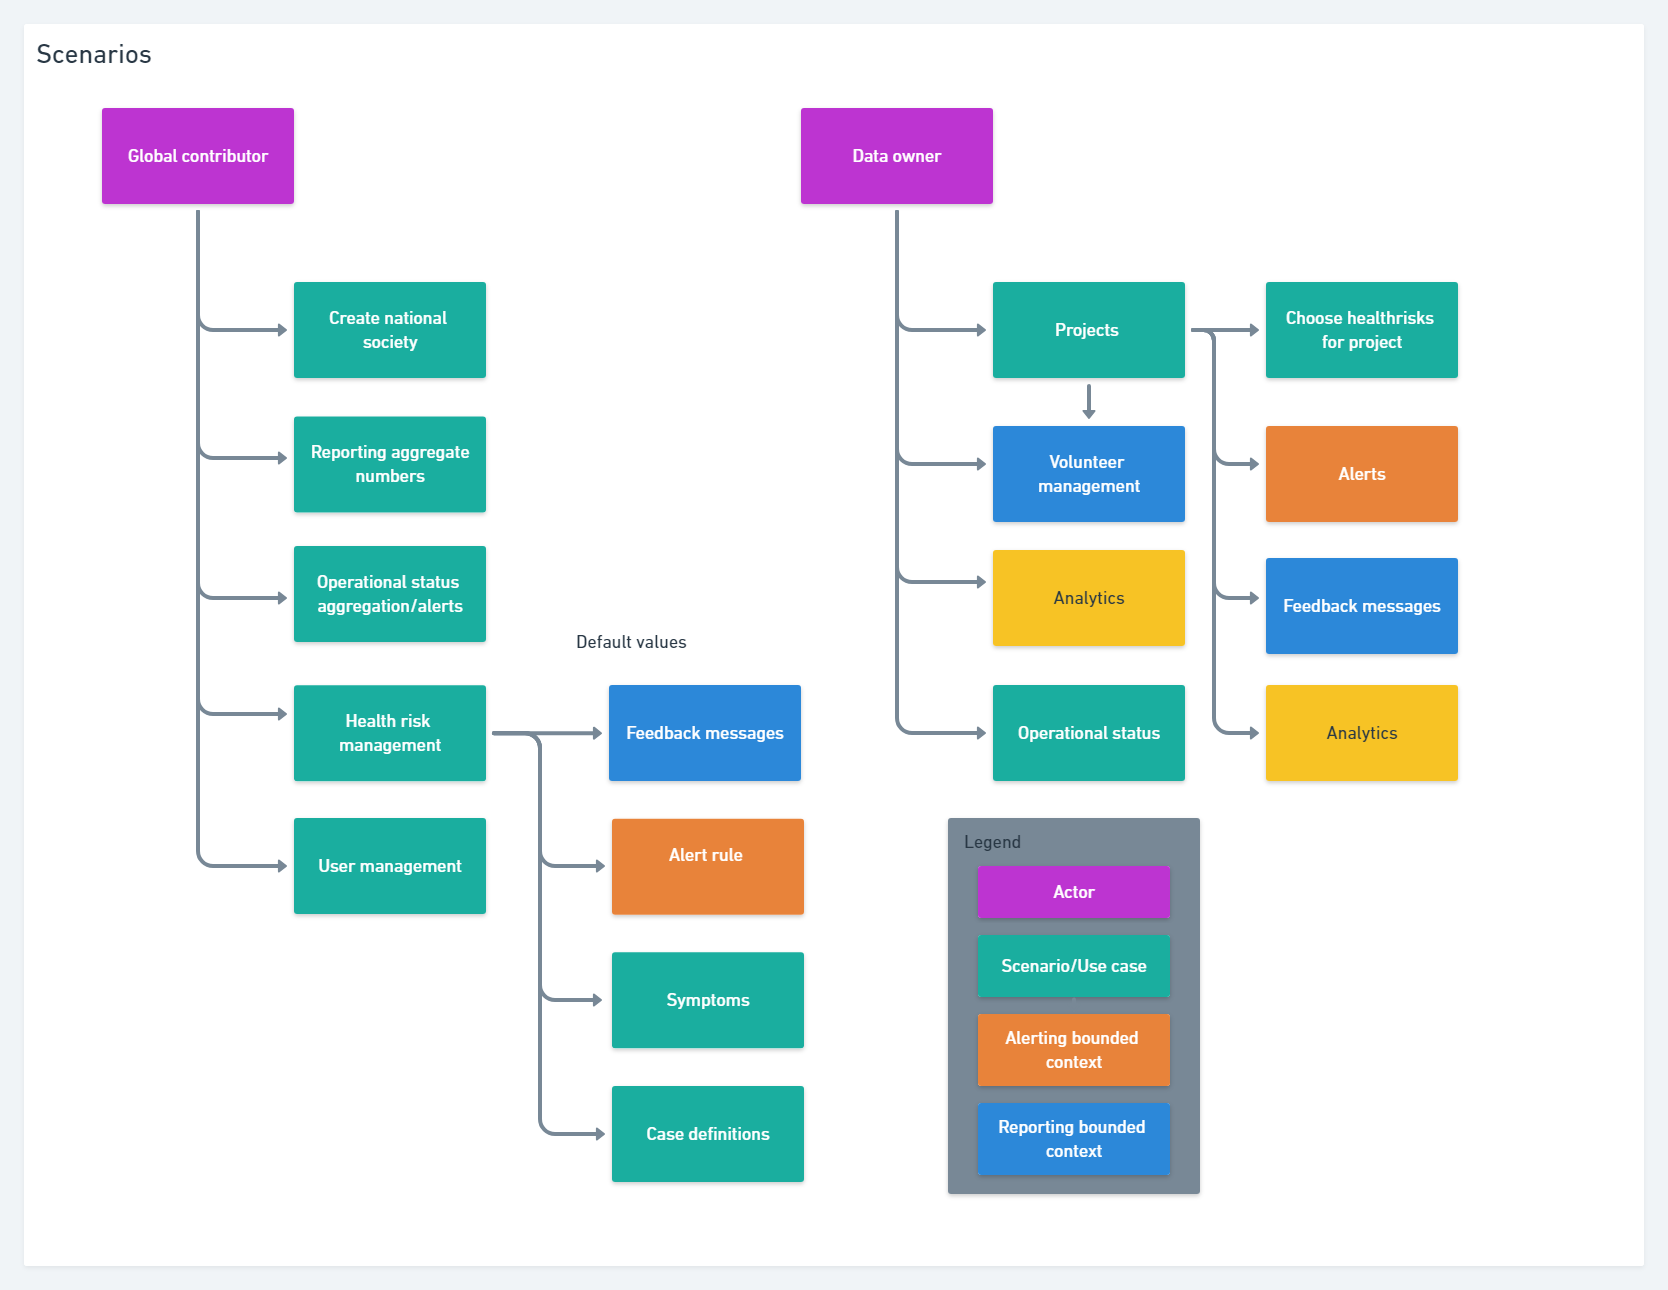 Scenarios
Global contributor
Create national
society
Reporting aggregate
numbers
Operational status
aggregation/alerts
Health risk
management
User management
Default values
Feedback messages
Alert rule
Symptoms
Case definitions
Data owner
Projects
Volunteer
management
Analytics
Operational status
Choose healthrisks
for project
Alerts
Feedback messages
Analytics
Legend
Actor
Scenario/Use case
Alerting bounded
context
Reporting bounded
context